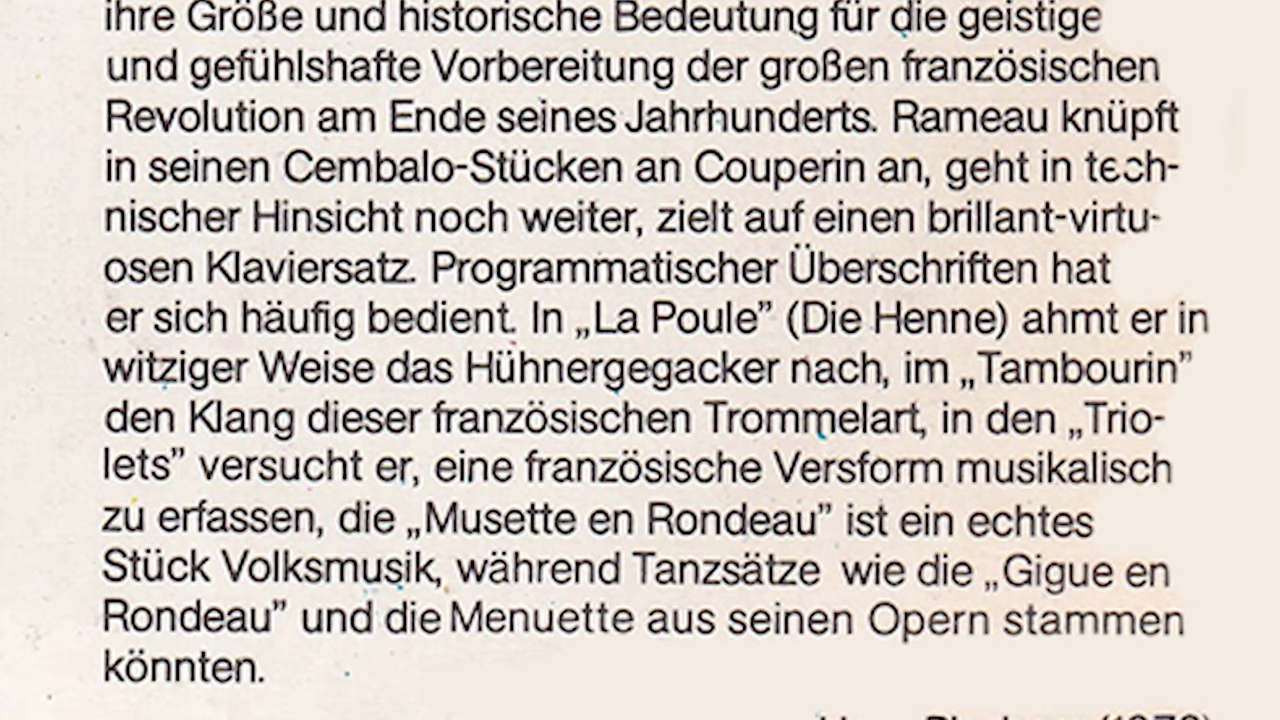 ihre Größe und historische Bedeutung für die geistige
und gefühlshafte Vorbereitung der großen französischen
Revolution am Ende seines Jahrhunderts. Rameau knüpft
in seinen Cembalo-Stücken an Couperin an, geht in tech-
nischer Hinsicht noch weiter, zielt auf einen brillant-virtu-
osen Klaviersatz. Programmatischer Überschriften hat
er sich häufig bedient. In „La Poule” (Die Henne) ahmt er in
witziger Weise das Hühnergegacker nach, im „Tambourin”
den Klang dieser französischen Trommelart, in den „Trio-
lets” versucht er, eine französische Versform musikalisch
zu erfassen, die „Musette en Rondeau” ist ein echtes
Stück Volksmusik, während Tanzsätze wie die „Gigue en
Rondeau” und die Menuette aus seinen Opern stammen
könnten.